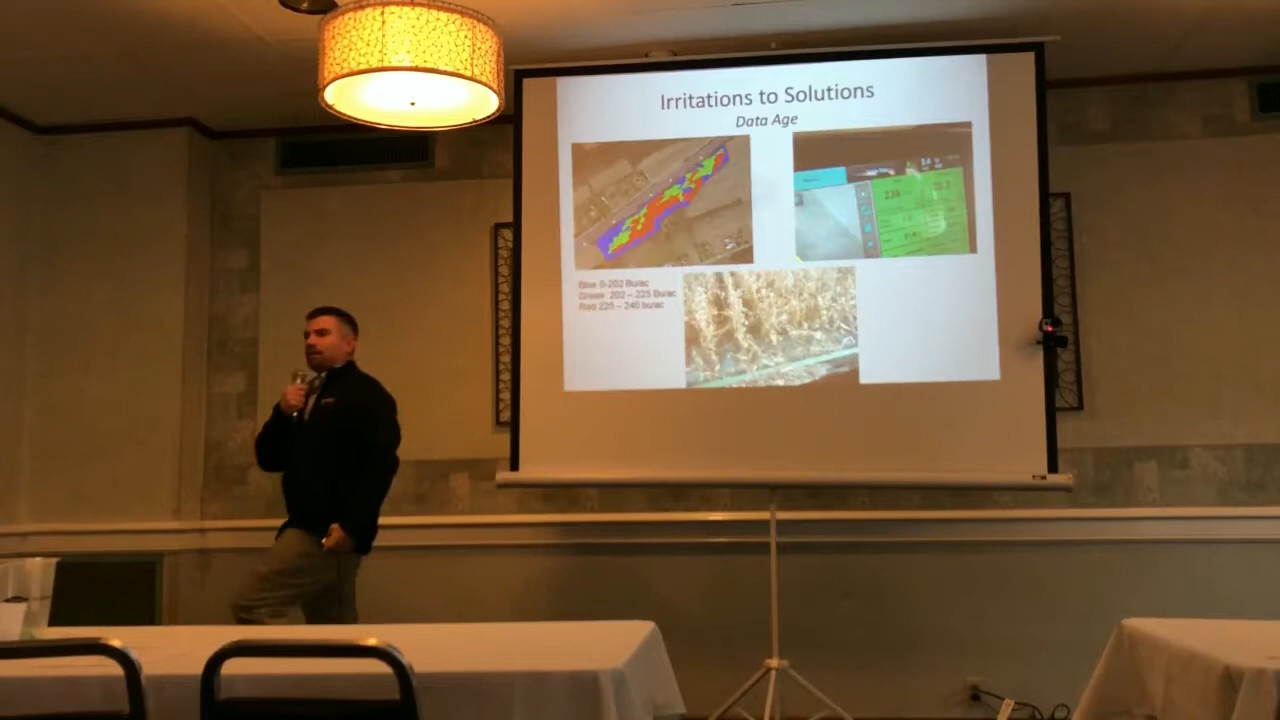 Irritations to Solutions
Data Age
Blue 0-202 Bu/ac
Green 202 – 225 Bu/ac
Red 225 – 240 bu/ac